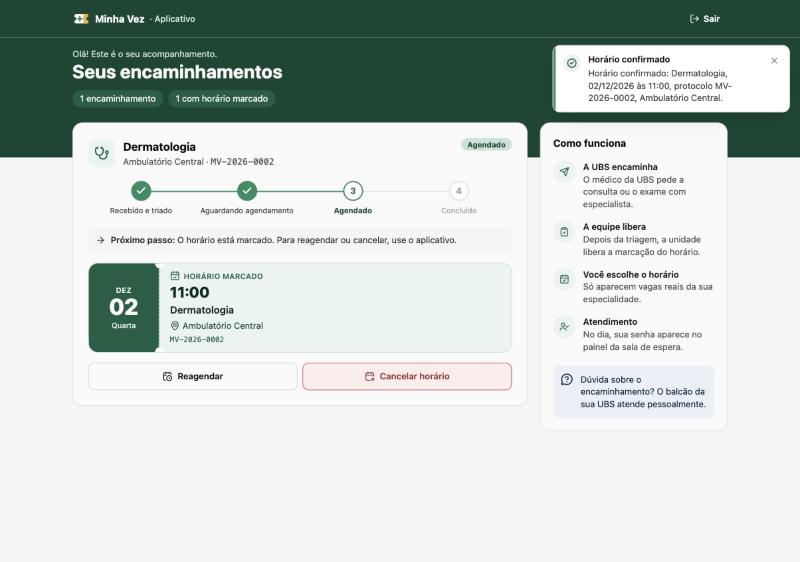 Minha Vez · Aplicativo
Sair
Olá! Este é o seu acompanhamento.
Seus encaminhamentos
1 encaminhamento
1 com horário marcado
Horário confirmado
Horário confirmado: Dermatologia,
02/12/2026 às 11:00, protocolo MV-
2026-0002, Ambulatório Central.
Dermatologia
Ambulatório Central · MV-2026-0002
Agendado
3
4
Recebido e triado
Aguardando agendamento
Agendado
Concluído
Próximo passo: O horário está marcado. Para reagendar ou cancelar, use o aplicativo.
DEZ
02
Quarta
HORÁRIO MARCADO
11:00
Dermatologia
Ambulatório Central
MV-2026-0002
Reagendar
Cancelar horário
Como funciona
A UBS encaminha
O médico da UBS pede a
consulta ou o exame com
especialista.
A equipe libera
Depois da triagem, a unidade
libera a marcação do horário.
Você escolhe o horário
Só aparecem vagas reais da sua
especialidade.
Atendimento
No dia, sua senha aparece no
painel da sala de espera.
Dúvida sobre o
encaminhamento? O balcão da
sua UBS atende pessoalmente.